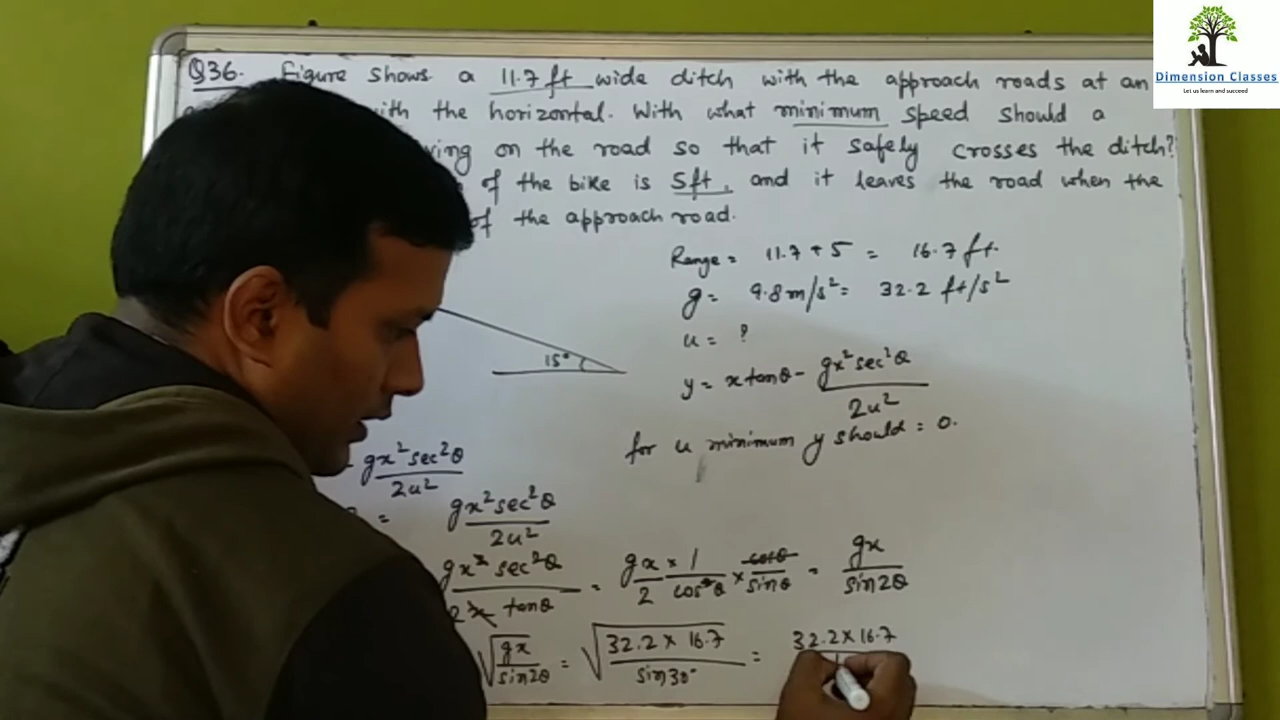 Dimension Classes
Let us learn and succeed
Q36. Figure shows a 11.7 ft wide ditch with the approach roads at an
with the horizontal. With what minimum speed should a
on the road so that it safely crosses the ditch?
of the bike is 5ft, and it leaves the road when the
of the approach road.
Range = 11.7 + 5 = 16.7 ft.
g = 9.8 m/s² = 32.2 ft/s²
u = ?
15°
y = x tanθ - gx² sec²θ / 2u²
for u minimum y should = 0.
gx² sec²θ / 2u²
= gx² sec²θ / 2u²
gx² sec²θ / 2x tanθ = gx/2 × 1/cos²θ × cosθ/sinθ = gx / sin2θ
√(gx / sin2θ) = √(32.2 × 16.7 / sin30°) = 32.2 × 16.7